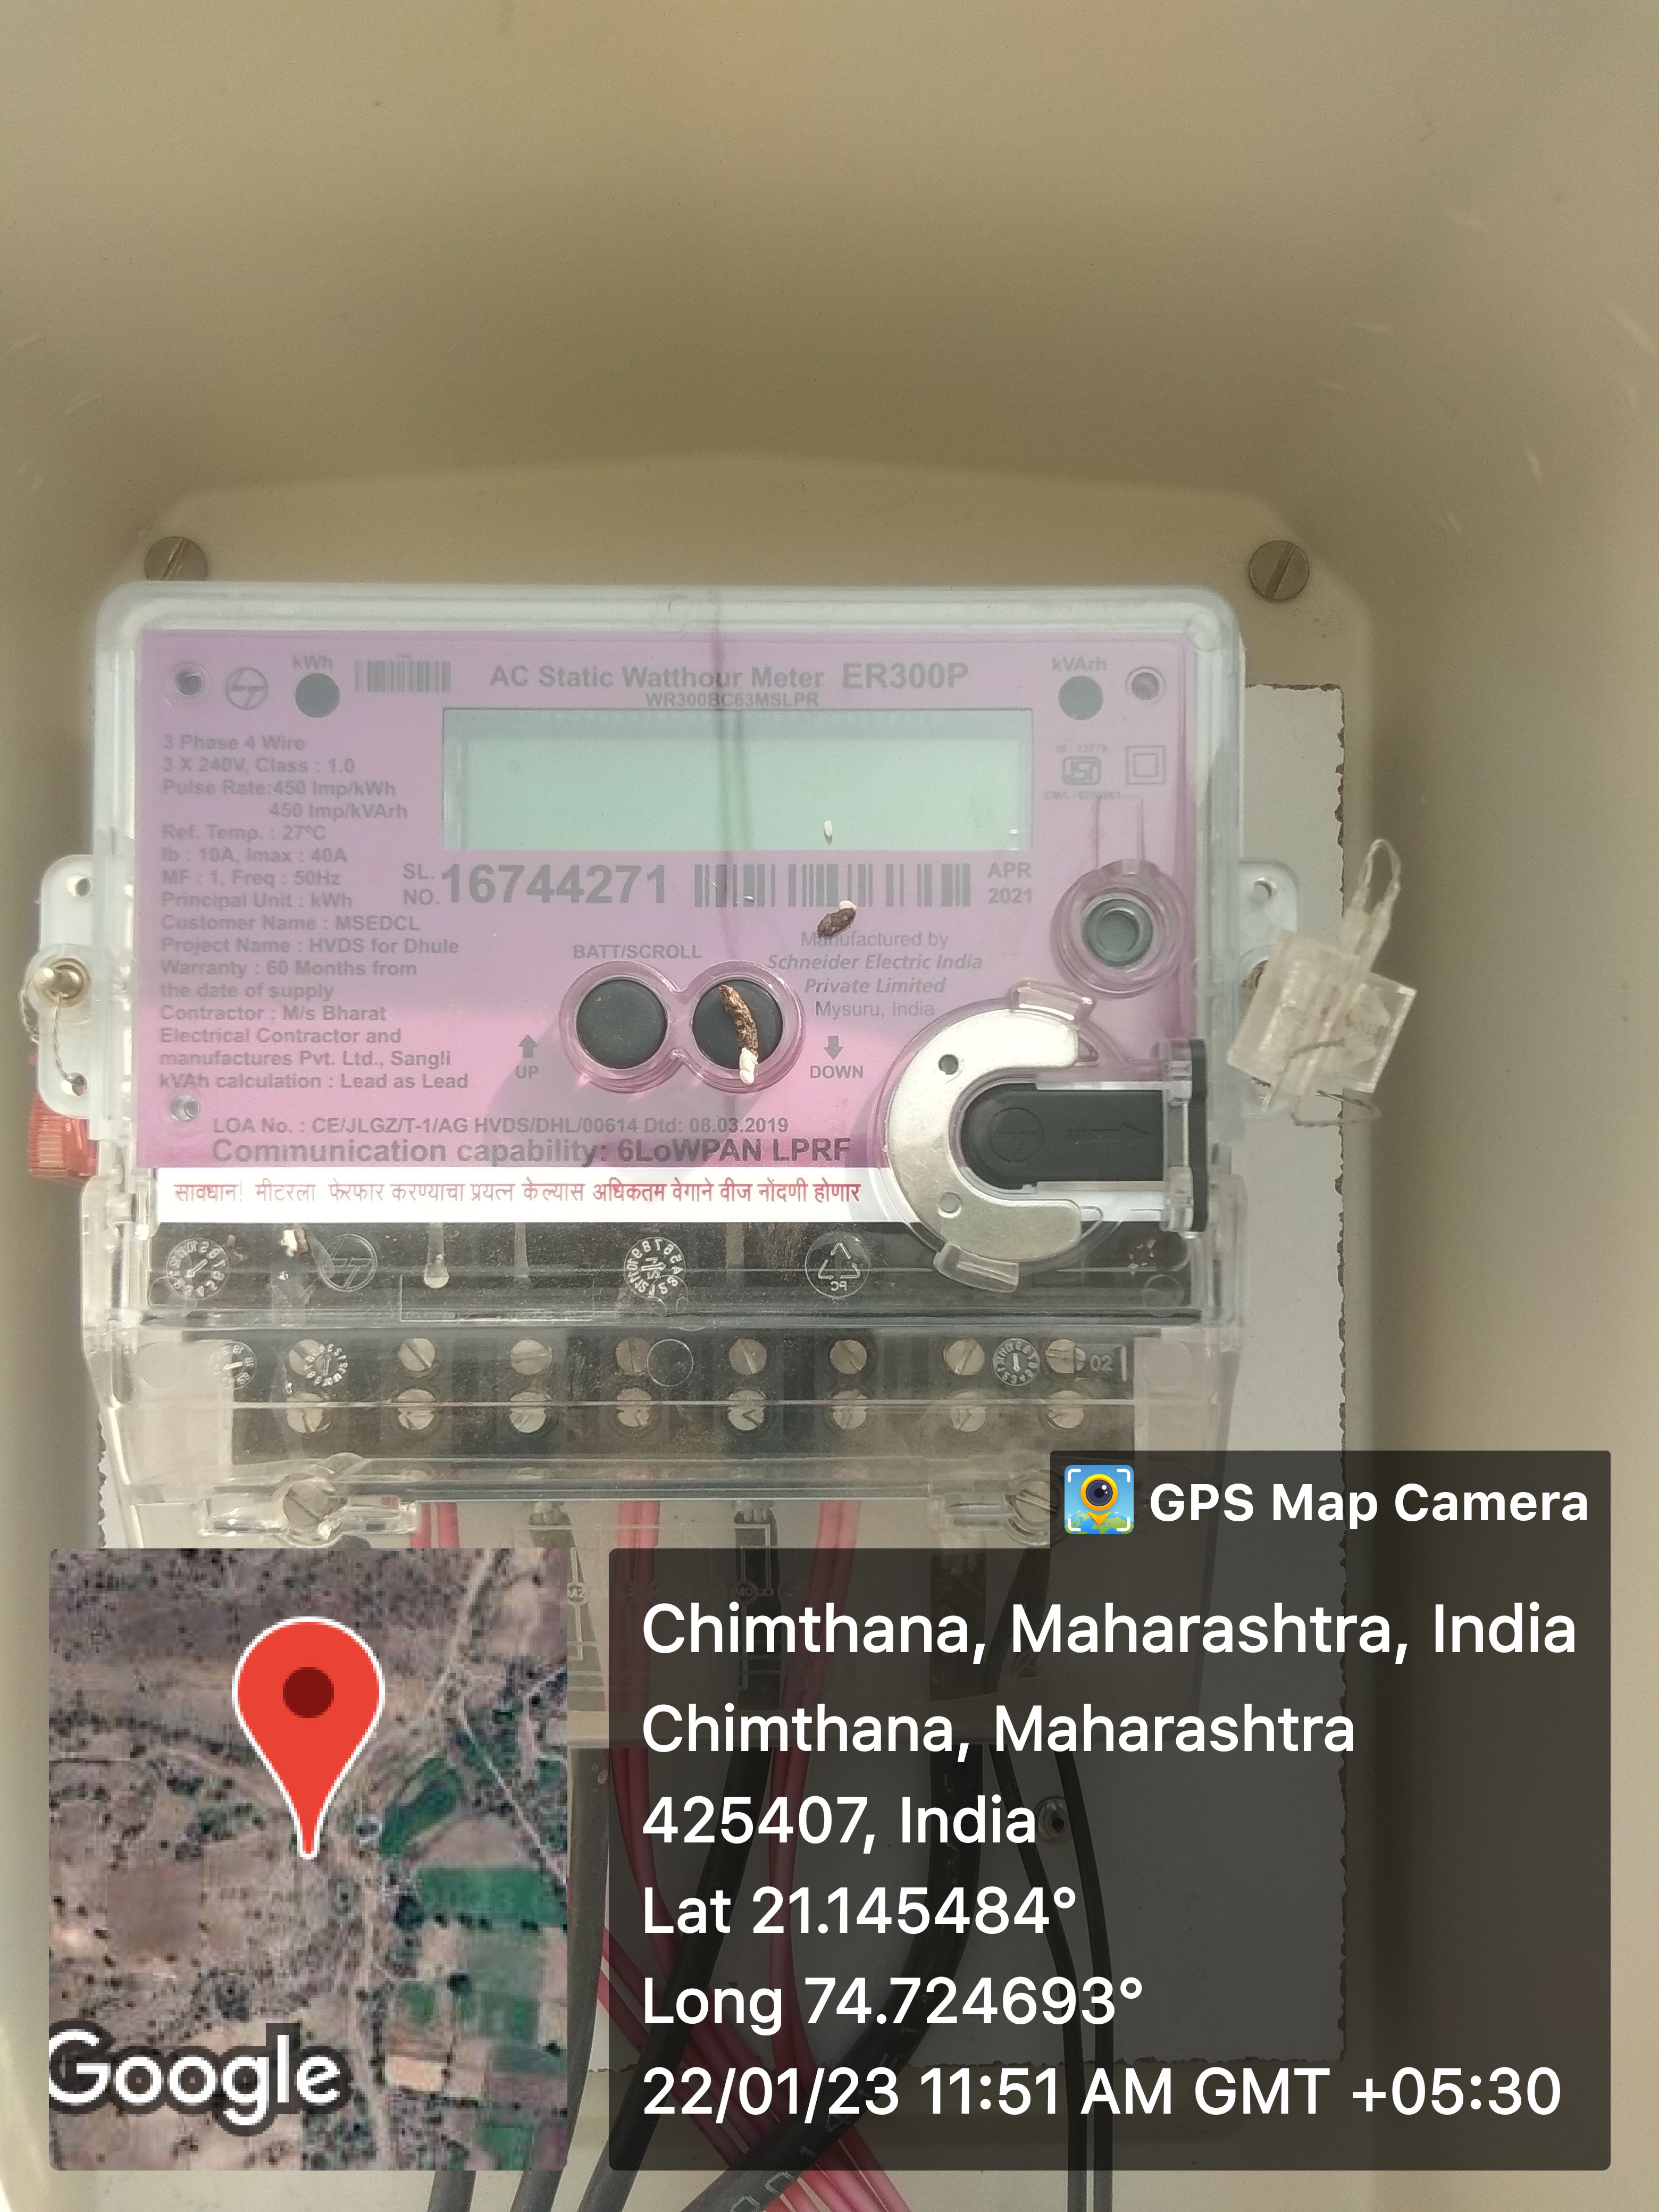 kWh
AC Static Watthour Meter ER300P
WR300BC63MSLPR
kVArh
3 Phase 4 Wire
3 X 240V, Class : 1.0
Pulse Rate:450 Imp/kWh
450 Imp/kVArh
Ref. Temp. : 27°C
Ib : 10A, Imax : 40A
MF : 1, Freq : 50Hz
Principal Unit : kWh
Customer Name : MSEDCL
Project Name : HVDS for Dhule
Warranty : 60 Months from
the date of supply
Contractor : M/s Bharat
Electrical Contractor and
manufactures Pvt. Ltd., Sangli
kVAh calculation : Lead as Lead
IS : 13779
SL. NO. 16744271
APR
2021
BATT/SCROLL
UP
DOWN
Manufactured by
Schneider Electric India
Private Limited
Mysuru, India
LOA No. : CE/JLGZ/T-1/AG HVDS/DHL/00614 Dtd: 08.03.2019
Communication capability: 6LoWPAN LPRF
सावधान! मीटरला फेरफार करण्याचा प्रयत्न केल्यास अधिकतम वेगाने वीज नोंदणी होणार
PC
02
GPS Map Camera
Chimthana, Maharashtra, India
Chimthana, Maharashtra
425407, India
Lat 21.145484°
Long 74.724693°
22/01/23 11:51 AM GMT +05:30
Google